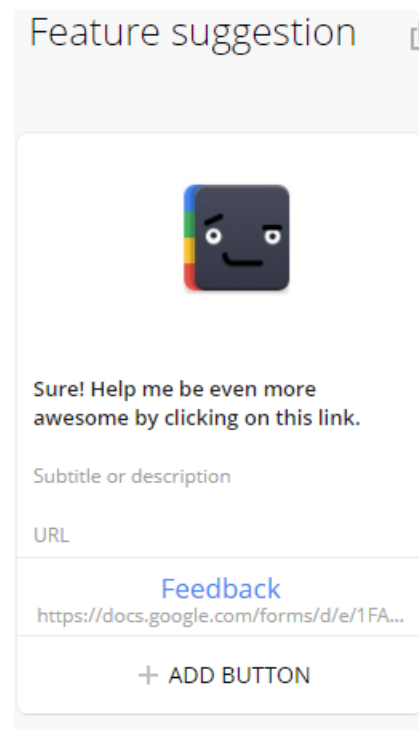 Feature suggestion
Sure! Help me be even more
awesome by clicking on this link.
Subtitle or description
URL
Feedback
https://docs.google.com/forms/d/e/1FA...
+ ADD BUTTON